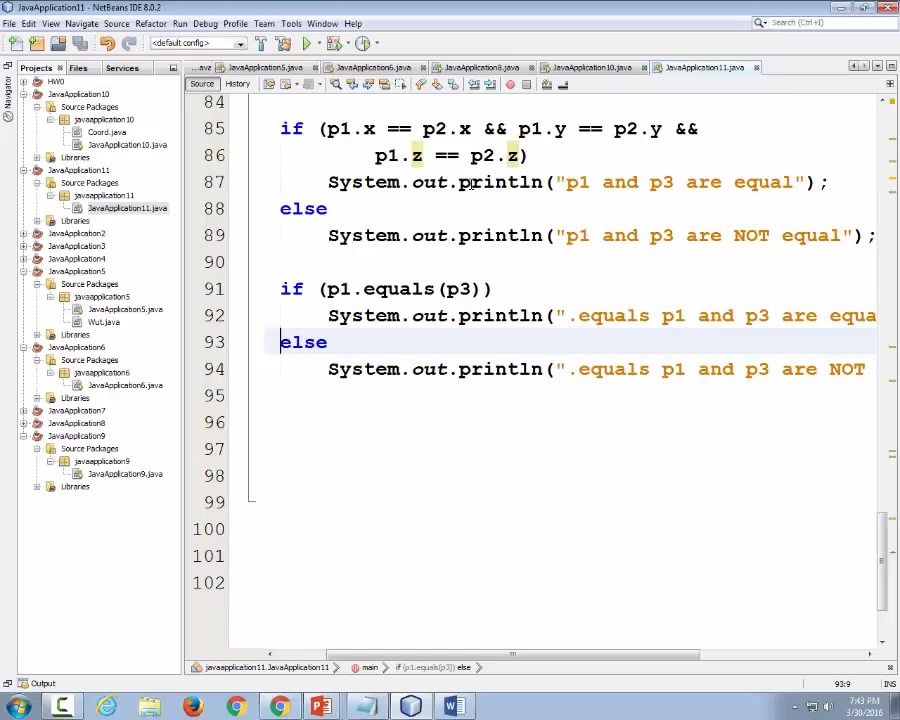 JavaApplication11 - NetBeans IDE 8.0.2
File Edit View Navigate Source Refactor Run Debug Profile Team Tools Window Help
<default config>
Search (Ctrl+I)
Projects Files Services
...ava JavaApplication5.java JavaApplication6.java JavaApplication8.java JavaApplication10.java JavaApplication11.java
Source History
Navigator
HW0
JavaApplication10
Source Packages
javaapplication10
Coord.java
JavaApplication10.java
Libraries
JavaApplication11
Source Packages
javaapplication11
JavaApplication11.java
Libraries
JavaApplication2
JavaApplication3
JavaApplication4
JavaApplication5
Source Packages
javaapplication5
JavaApplication5.java
Wut.java
Libraries
JavaApplication6
Source Packages
javaapplication6
JavaApplication6.java
Libraries
JavaApplication7
JavaApplication8
JavaApplication9
Source Packages
javaapplication9
JavaApplication9.java
Libraries
84
85 if (p1.x == p2.x && p1.y == p2.y &&
86 p1.z == p2.z)
87 System.out.println("p1 and p3 are equal");
88 else
89 System.out.println("p1 and p3 are NOT equal");
90
91 if (p1.equals(p3))
92 System.out.println(".equals p1 and p3 are equa
93 else
94 System.out.println(".equals p1 and p3 are NOT
95
96
97
98
99
100
101
102
javaapplication11.JavaApplication11 main if (p1.equals(p3)) else
Output
93:9 INS
7:43 PM
3/30/2016